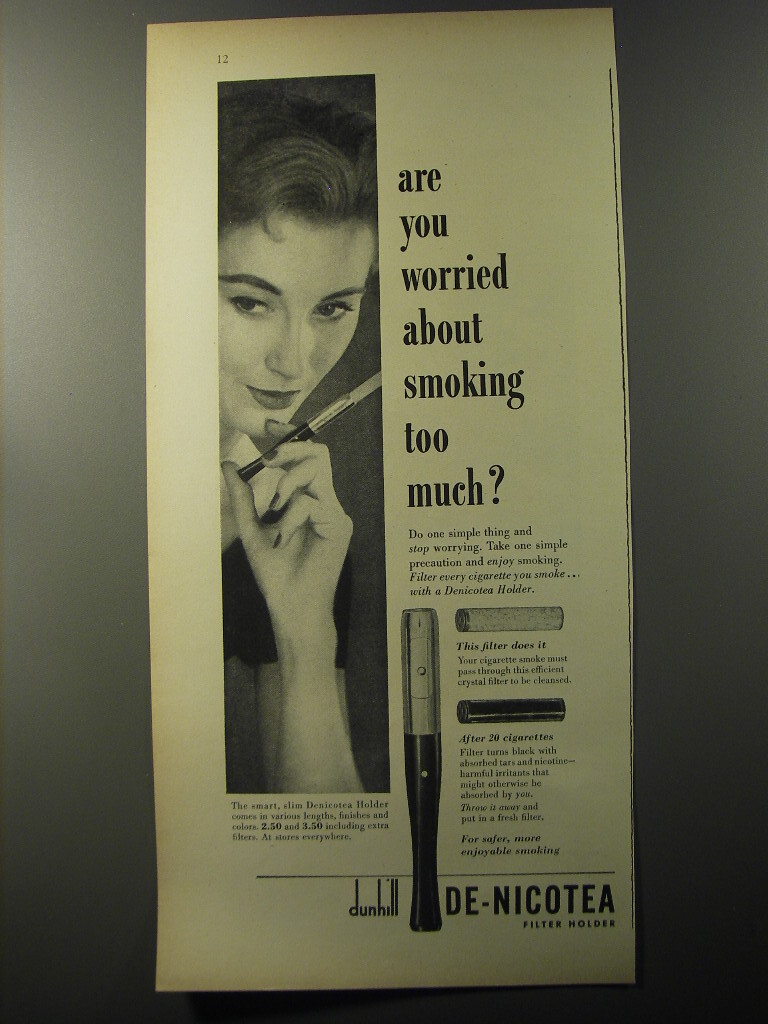 12
are
you
worried
about
smoking
too
much?
Do one simple thing and
stop worrying. Take one simple
precaution and enjoy smoking.
Filter every cigarette you smoke...
with a Denicotea Holder.
This filter does it
Your cigarette smoke must
pass through this efficient
crystal filter to be cleansed.
After 20 cigarettes
Filter turns black with
absorbed tars and nicotine—
harmful irritants that
might otherwise be
absorbed by you.
Throw it away and
put in a fresh filter.
For safer, more
enjoyable smoking
The smart, slim Denicotea Holder
comes in various lengths, finishes and
colors. 2.50 and 3.50 including extra
filters. At stores everywhere.
dunhill DE-NICOTEA
FILTER HOLDER